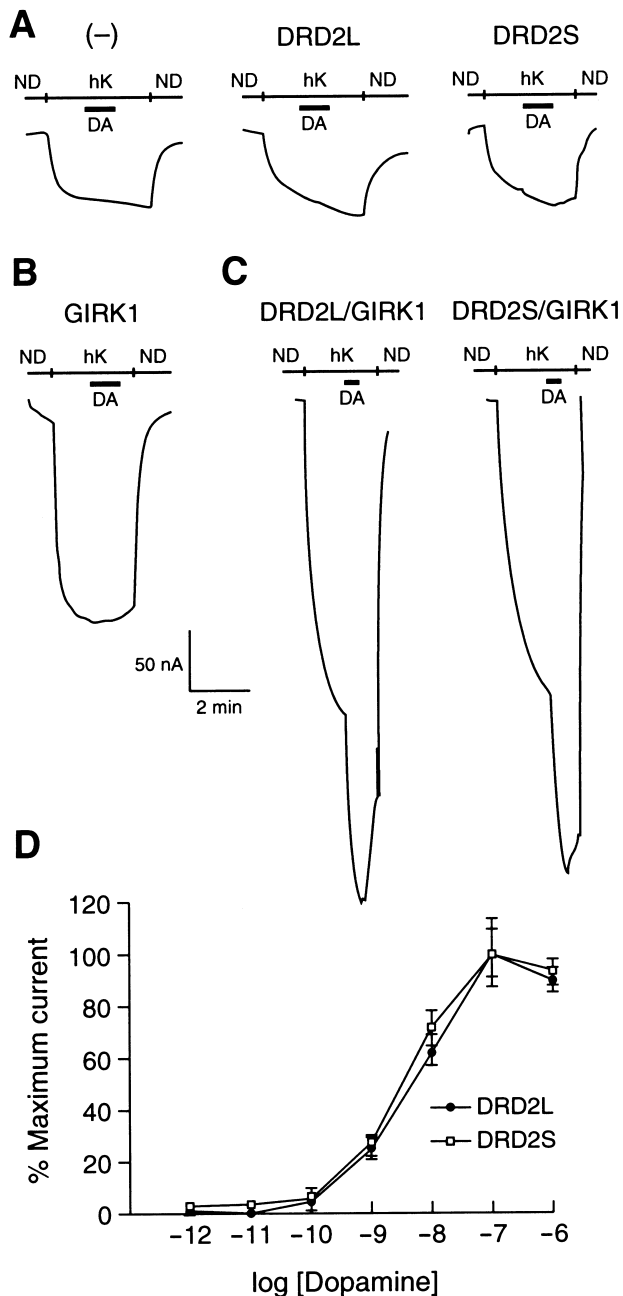 A
(–) DRD2L DRD2S
ND hK ND ND hK ND ND hK ND
DA DA DA
B C
GIRK1 DRD2L/GIRK1 DRD2S/GIRK1
ND hK ND ND hK ND ND hK ND
DA DA DA
50 nA
2 min
D
% Maximum current
120
100
80
60
40
20
0
DRD2L
DRD2S
–12 –11 –10 –9 –8 –7 –6
log [Dopamine]